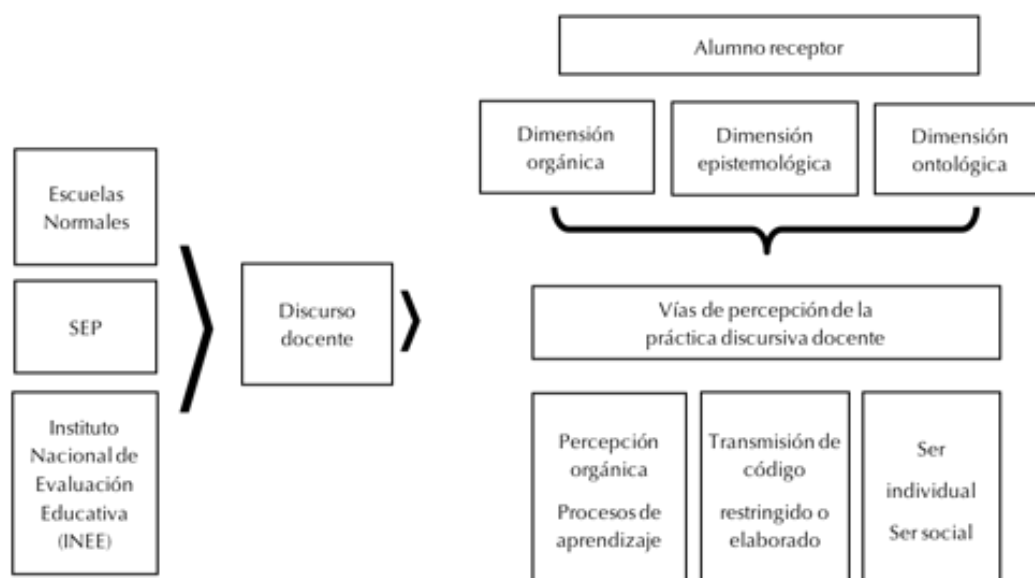 Escuelas
Normales
SEP
Instituto
Nacional de
Evaluación
Educativa
(INEE)
Discurso
docente
Alumno receptor
Dimensión
orgánica
Dimensión
epistemológica
Dimensión
ontológica
Vías de percepción de la
práctica discursiva docente
Percepción
orgánica
Procesos de
aprendizaje
Transmisión de
código
restringido o
elaborado
Ser
individual
Ser social